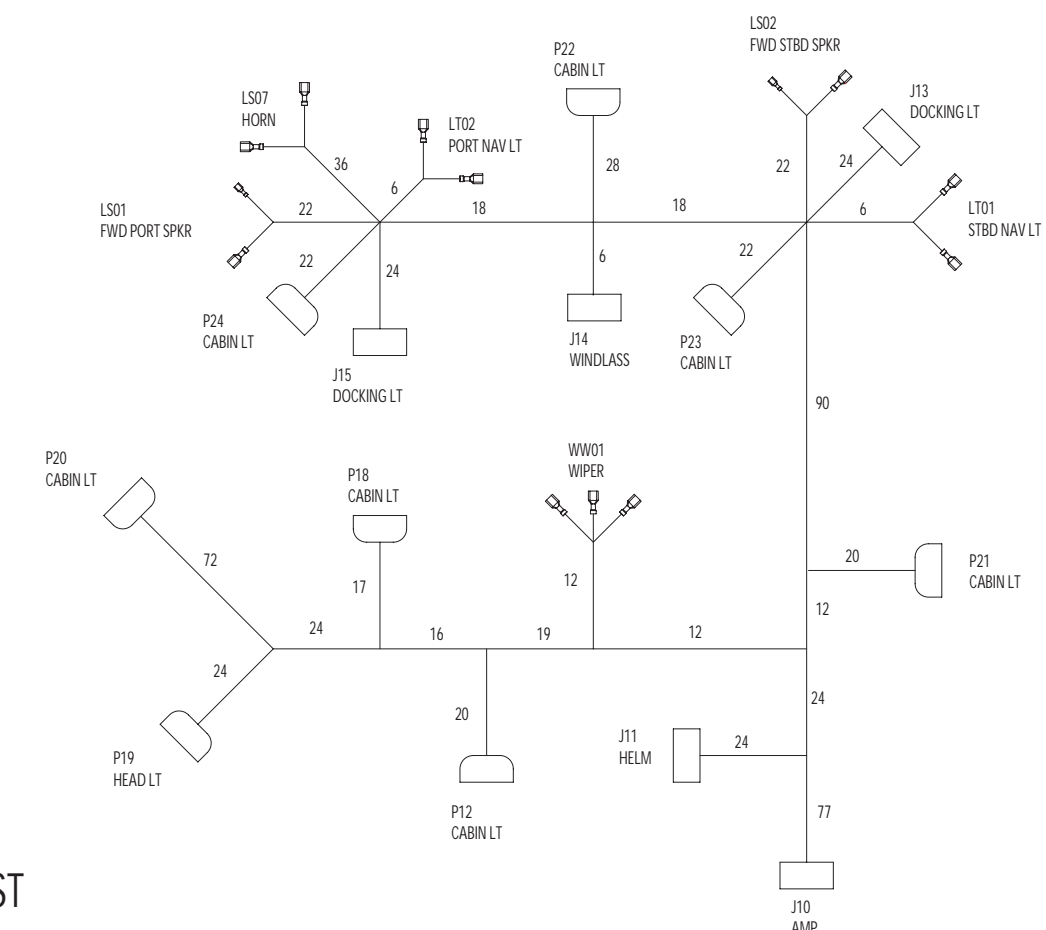 LS02
FWD STBD SPKR
P22
CABIN LT
J13
DOCKING LT
LS07
HORN
LT02
PORT NAV LT
36
28
22
24
6
LS01
FWD PORT SPKR
22
18
18
6
LT01
STBD NAV LT
22
24
6
22
P24
CABIN LT
J15
DOCKING LT
J14
WINDLASS
P23
CABIN LT
90
P20
CABIN LT
P18
CABIN LT
WW01
WIPER
72
17
12
20
P21
CABIN LT
12
24
16
19
12
24
20
24
P19
HEAD LT
J11
HELM
24
P12
CABIN LT
77
ST
J10
AMP